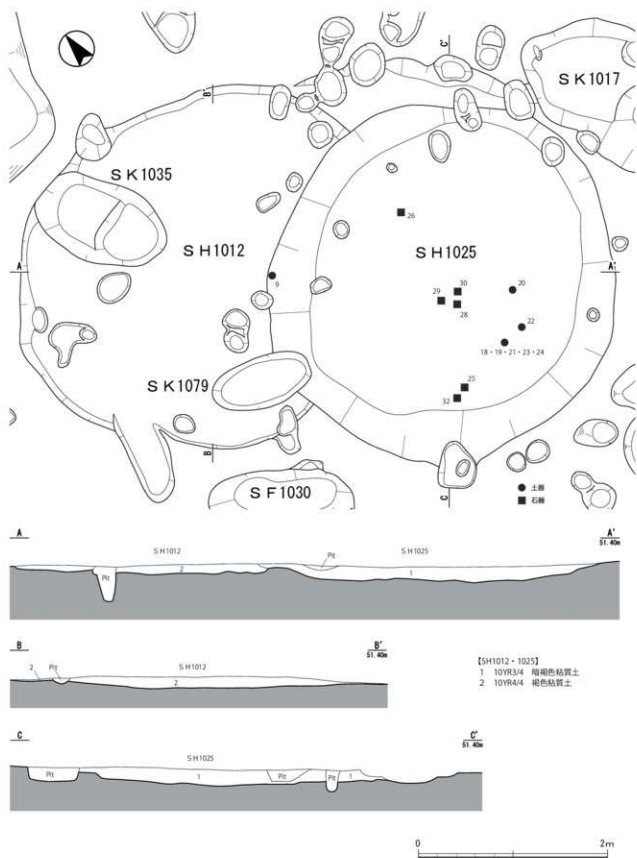 C'
SK1017
B'
SK1035
26
SH1012
SH1025
A
A'
9
30
20
29
28
22
18・19・21・23・24
SK1079
25
32
B
C
SF1030
● 土器
■ 石器
A
A'
51.40m
SH1012
Pit
SH1025
2
1
Pit
B
B'
51.40m
2
Pit
SH1012
2
【SH1012・1025】
1 10YR3/4 暗褐色粘質土
2 10YR4/4 褐色粘質土
C
C'
51.40m
SH1025
Pit
1
Pit
Pit
1
0
2m